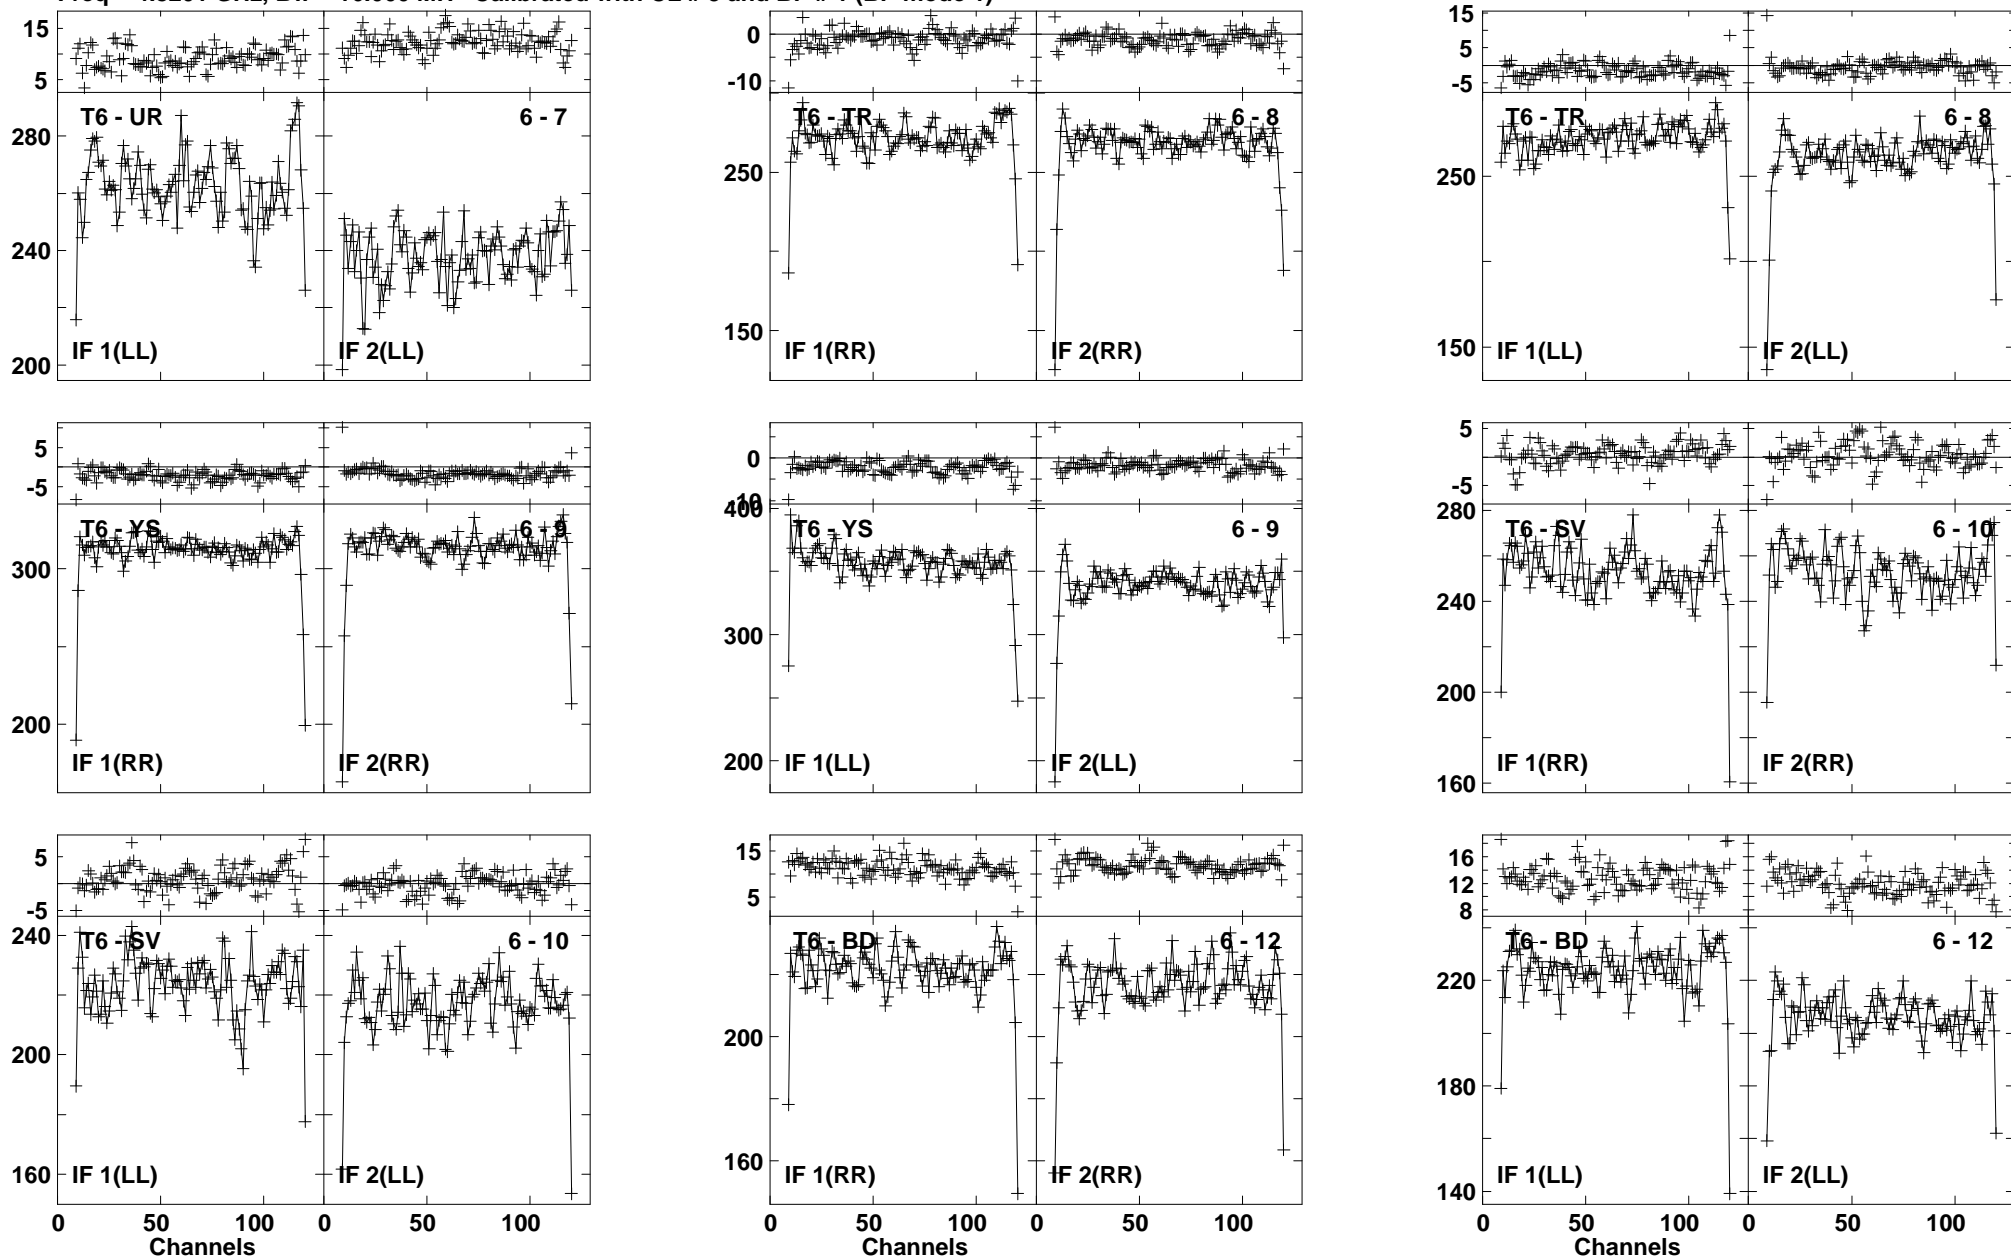 15
5
T6 - UR
6 - 7
280
240
200
IF 1(LL)
IF 2(LL)
0
-10
T6 - TR
6 - 8
250
150
IF 1(RR)
IF 2(RR)
15
5
-5
T6 - TR
6 - 8
250
150
IF 1(LL)
IF 2(LL)
5
-5
T6 - YS
6 - 9
300
200
IF 1(RR)
IF 2(RR)
0
-10
400
T6 - YS
6 - 9
300
200
IF 1(LL)
IF 2(LL)
5
-5
280
T6 - SV
6 - 10
240
200
160
IF 1(RR)
IF 2(RR)
5
-5
240
T6 - SV
6 - 10
200
160
IF 1(LL)
IF 2(LL)
0 50 100 0 50 100
Channels
15
5
T6 - BD
6 - 12
200
160
IF 1(RR)
IF 2(RR)
0 50 100 0 50 100
Channels
16
12
8
T6 - BD
6 - 12
220
180
140
IF 1(LL)
IF 2(LL)
0 50 100 0 50 100
Channels